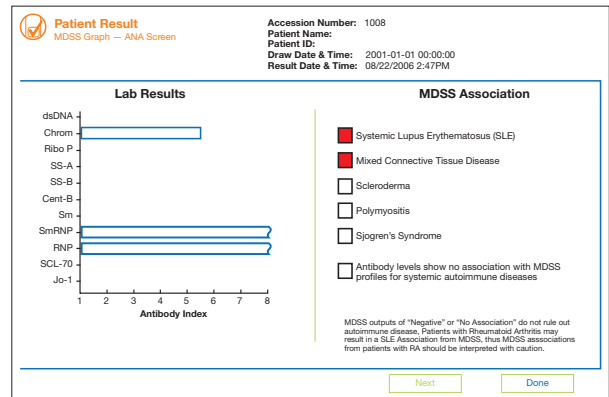 Patient Result
MDSS Graph — ANA Screen
Accession Number: 1008
Patient Name:
Patient ID:
Draw Date & Time: 2001-01-01 00:00:00
Result Date & Time: 08/22/2006 2:47PM
Lab Results
dsDNA
Chrom
Ribo P
SS-A
SS-B
Cent-B
Sm
SmRNP
RNP
SCL-70
Jo-1
1 2 3 4 5 6 7 8
Antibody Index
MDSS Association
Systemic Lupus Erythematosus (SLE)
Mixed Connective Tissue Disease
Scleroderma
Polymyositis
Sjogren's Syndrome
Antibody levels show no association with MDSS
profiles for systemic autoimmune diseases
MDSS outputs of “Negative” or “No Association” do not rule out
autoimmune disease, Patients with Rheumatoid Arthritis may
result in a SLE Association from MDSS, thus MDSS asssociations
from patients with RA should be interpreted with caution.
Next
Done